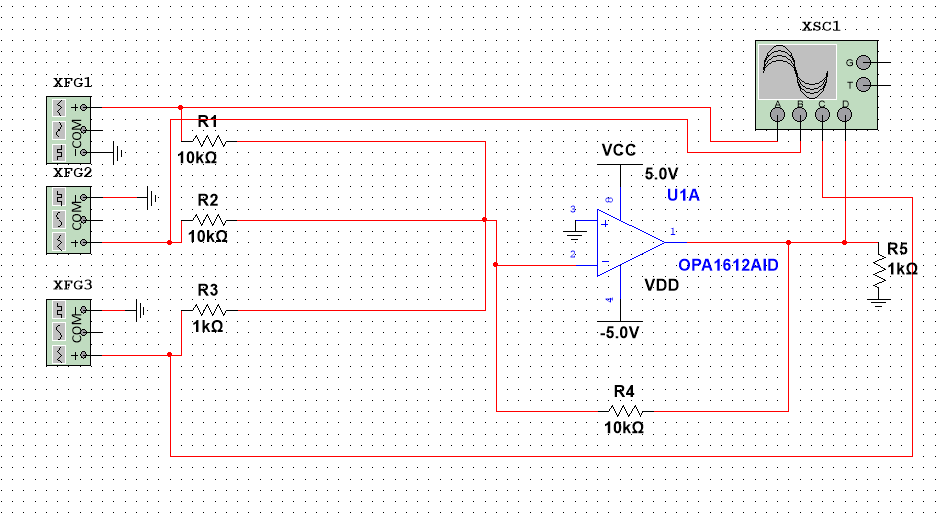 XSC1
G
T
A B C D
XFG1
+
COM
R1
10kΩ
XFG2
COM
+
R2
10kΩ
VCC
5.0V
U1A
8
3
+
1
2
−
OPA1612AID
VDD
4
-5.0V
R5
1kΩ
XFG3
COM
+
R3
1kΩ
R4
10kΩ